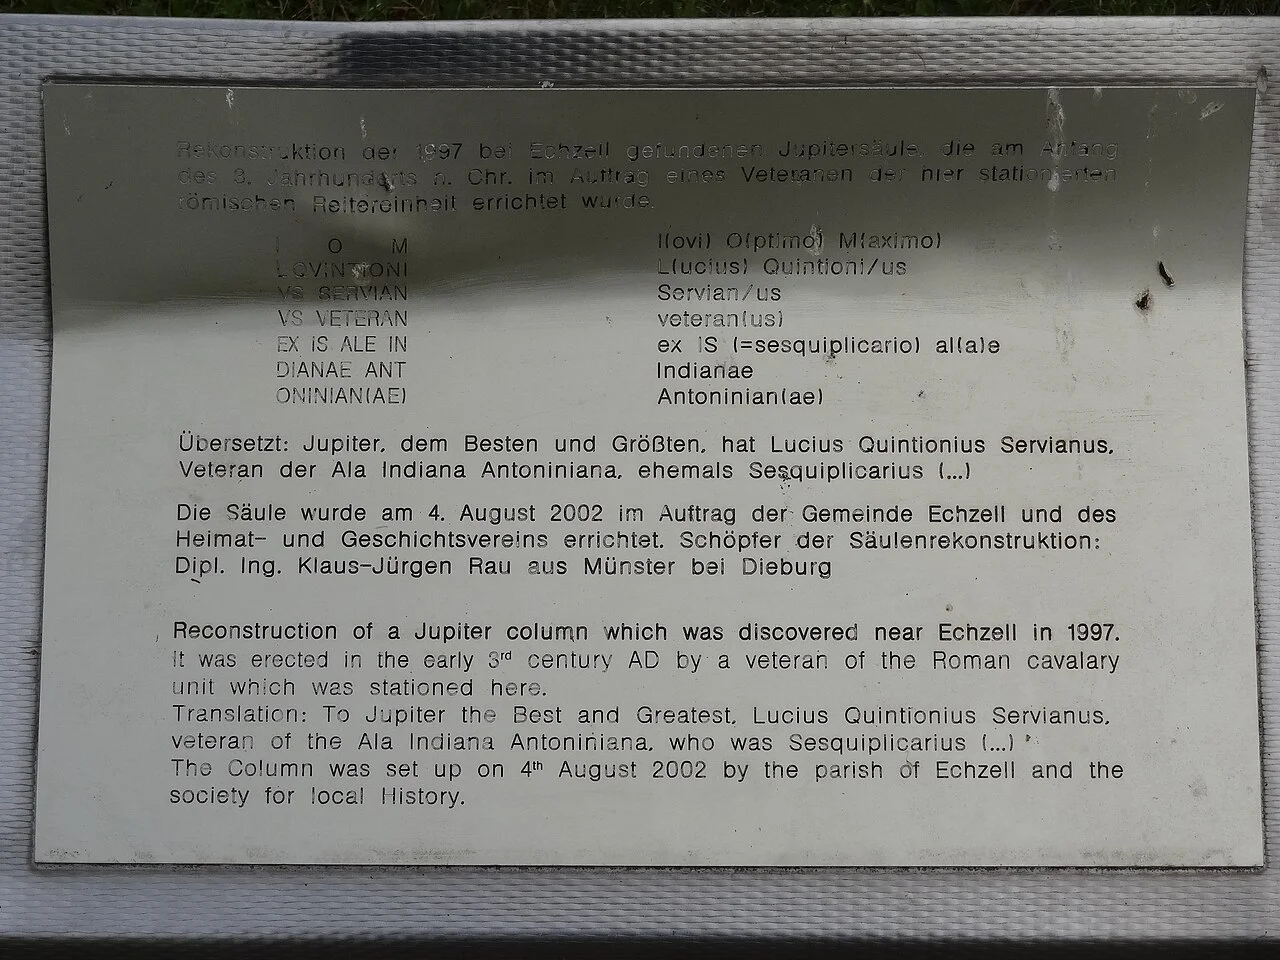 Rekonstruktion der 1997 bei Echzell gefundenen Jupitersäule, die am Anfang
des 3. Jahrhunderts n. Chr. im Auftrag eines Veteranen der hier stationierten
römischen Reitereinheit errichtet wurde.
I O M I(ovi) O(ptimo) M(aximo)
LQVINTIONI L(ucius) Quintioni/us
VS SERVIAN Servian/us
VS VETERAN veteran(us)
EX IS ALE IN ex IS (=sesquiplicario) al(a)e
DIANAE ANT Indianae
ONINIAN(AE) Antoninian(ae)
Übersetzt: Jupiter, dem Besten und Größten, hat Lucius Quintionius Servianus,
Veteran der Ala Indiana Antoniniana, ehemals Sesquiplicarius (...)
Die Säule wurde am 4. August 2002 im Auftrag der Gemeinde Echzell und des
Heimat- und Geschichtsvereins errichtet. Schöpfer der Säulenrekonstruktion:
Dipl. Ing. Klaus-Jürgen Rau aus Münster bei Dieburg
Reconstruction of a Jupiter column which was discovered near Echzell in 1997.
It was erected in the early 3rd century AD by a veteran of the Roman cavalary
unit which was stationed here.
Translation: To Jupiter the Best and Greatest, Lucius Quintionius Servianus,
veteran of the Ala Indiana Antoniniana, who was Sesquiplicarius (...)
The Column was set up on 4th August 2002 by the parish of Echzell and the
society for local History.